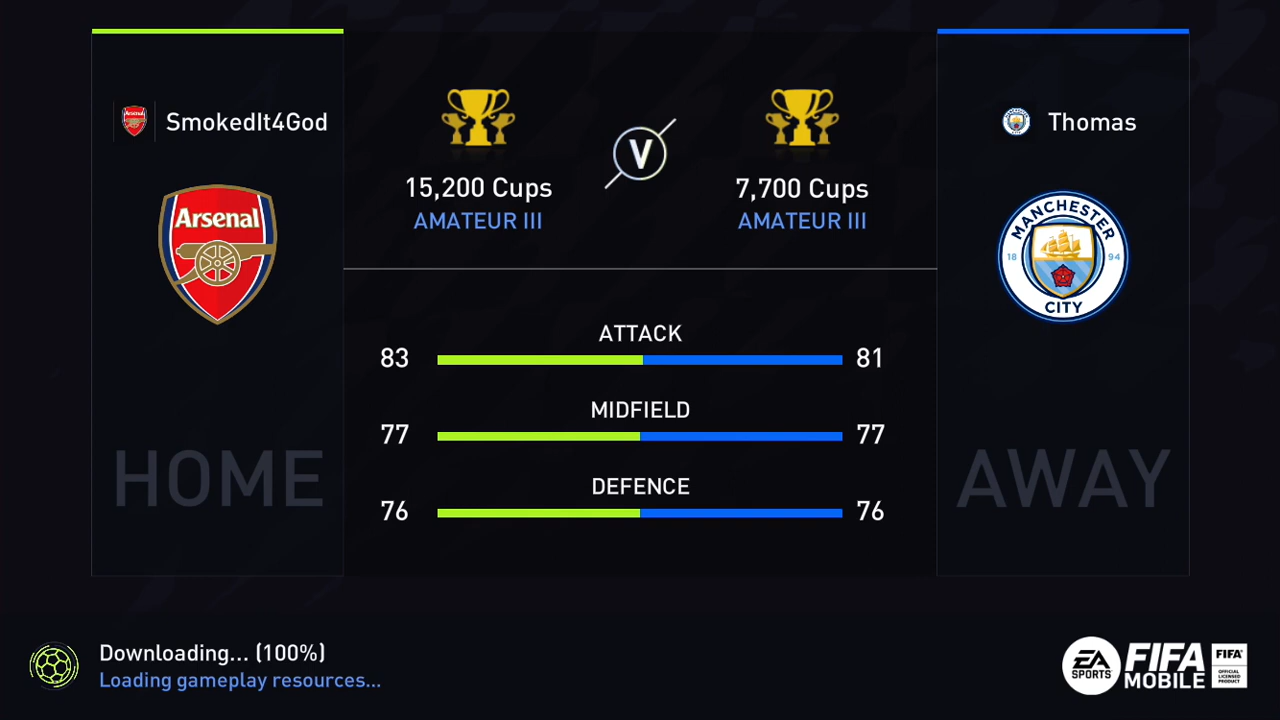 SmokedIt4God
Arsenal
HOME
15,200 Cups
AMATEUR III
V
7,700 Cups
AMATEUR III
Thomas
MANCHESTER
18 94
CITY
AWAY
ATTACK
83 81
MIDFIELD
77 77
DEFENCE
76 76
Downloading... (100%)
Loading gameplay resources...
EA SPORTS
FIFA MOBILE
FIFA
OFFICIAL LICENSED PRODUCT